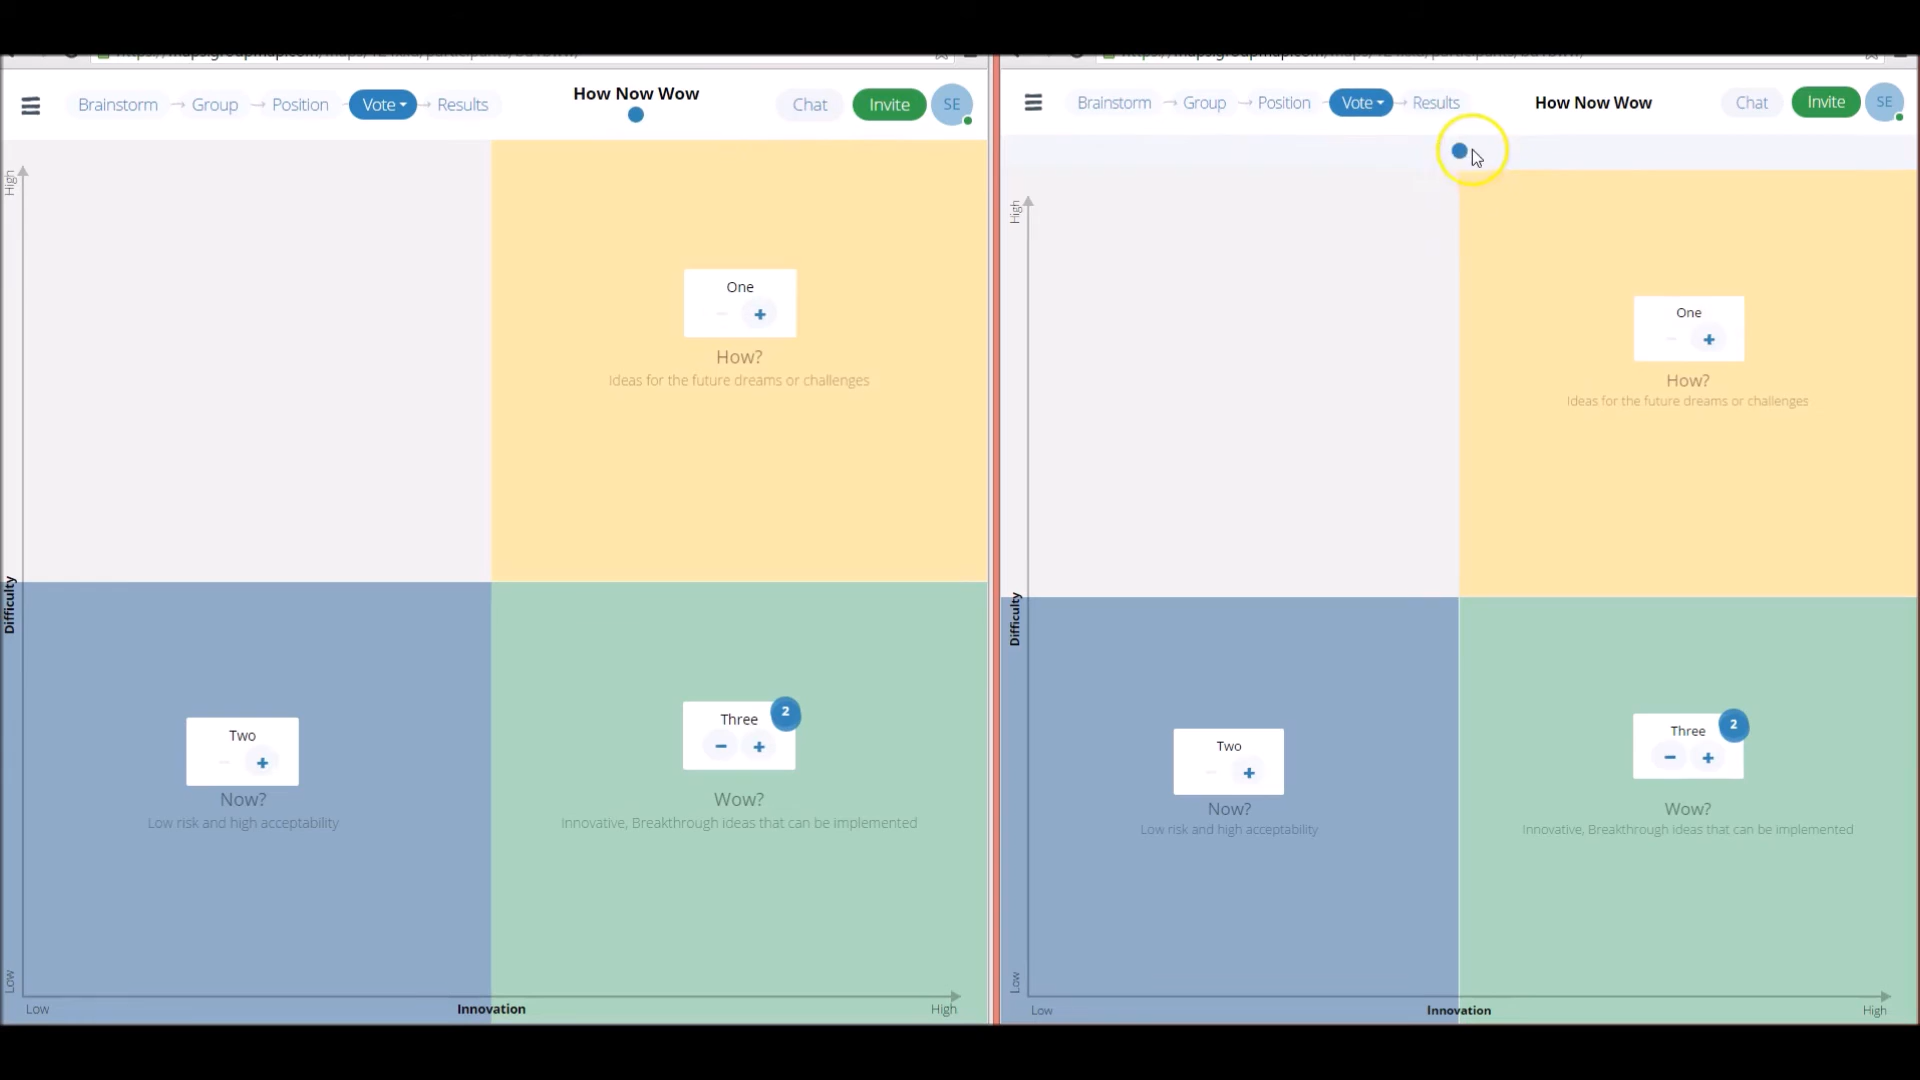 Brainstorm → Group → Position → Vote → Results
How Now Wow
Chat
Invite
SE
High
One
− +
How?
Ideas for the future dreams or challenges
Difficulty
Two
− +
Now?
Low risk and high acceptability
Three
2
− +
Wow?
Innovative, Breakthrough ideas that can be implemented
Low
Low
Innovation
High
Brainstorm → Group → Position → Vote → Results
How Now Wow
Chat
Invite
SE
High
One
− +
How?
Ideas for the future dreams or challenges
Difficulty
Two
− +
Now?
Low risk and high acceptability
Three
2
− +
Wow?
Innovative, Breakthrough ideas that can be implemented
Low
Low
Innovation
High